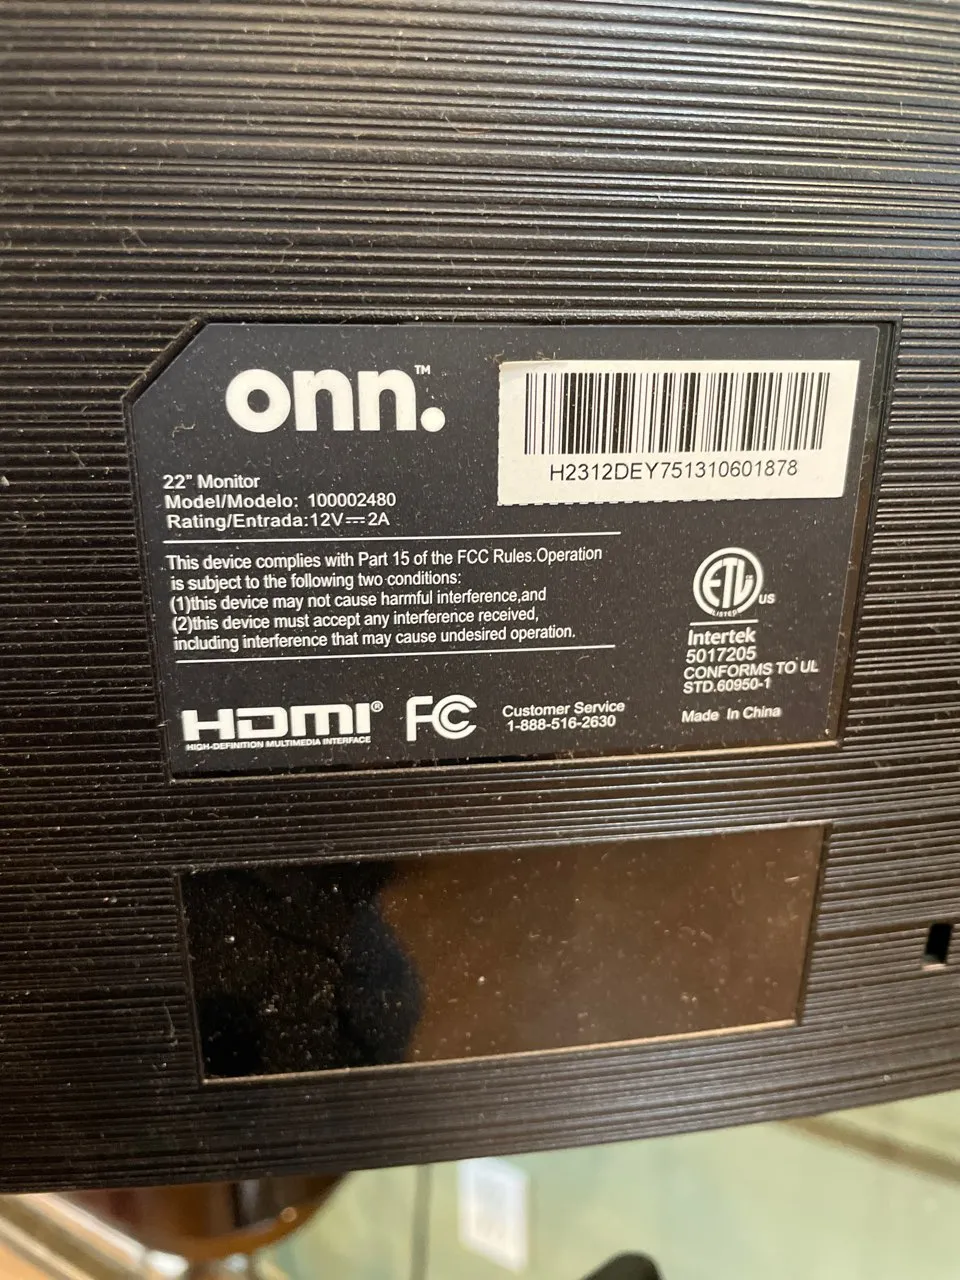 onn.™
H2312DEY751310601878
22" Monitor
Model/Modelo: 100002480
Rating/Entrada:12V⎓2A
This device complies with Part 15 of the FCC Rules.Operation
is subject to the following two conditions:
(1)this device may not cause harmful interference,and
(2)this device must accept any interference received,
including interference that may cause undesired operation.
ETL
LISTED
US
Intertek
5017205
CONFORMS TO UL
STD.60950-1
HDMI®
HIGH-DEFINITION MULTIMEDIA INTERFACE
FC
Customer Service
1-888-516-2630
Made In China